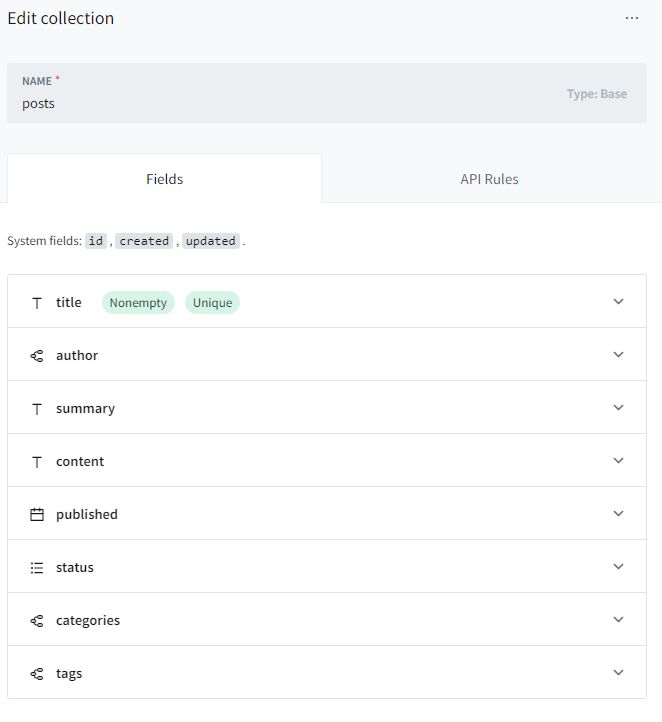 Edit collection
NAME *
posts
Type: Base
Fields
API Rules
System fields: id , created , updated .
title Nonempty Unique
author
summary
content
published
status
categories
tags